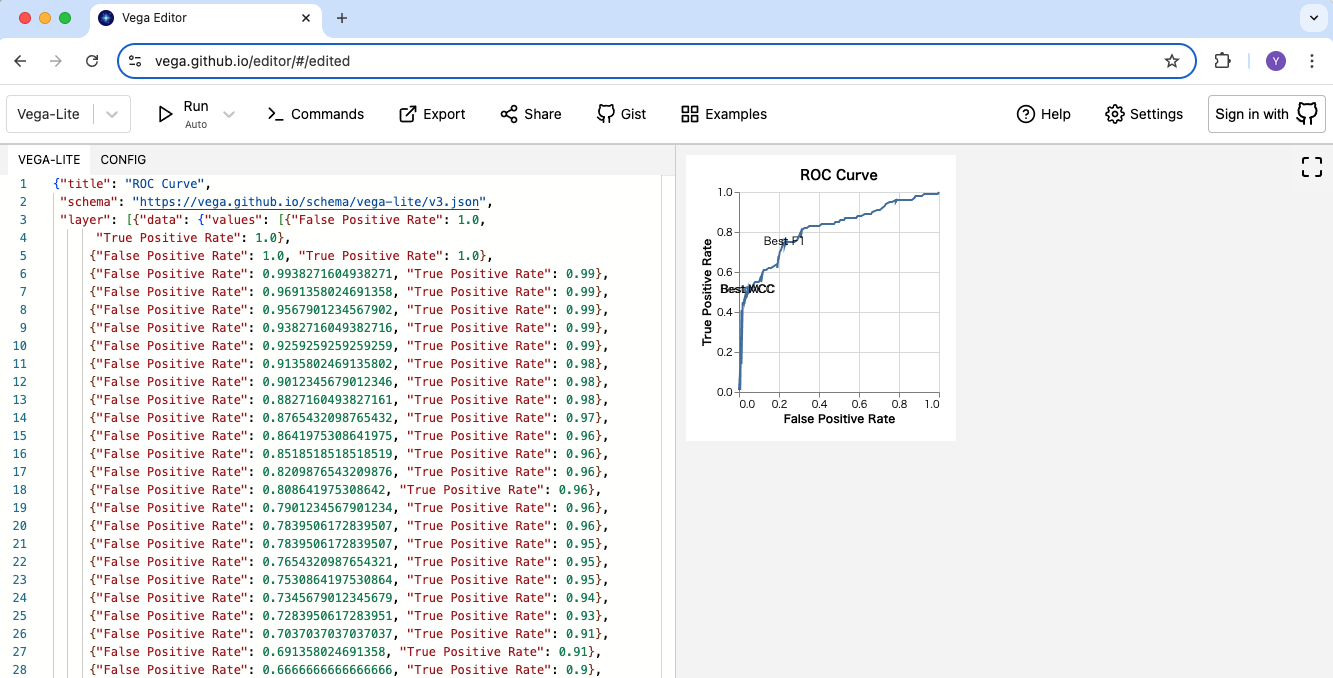 Vega Editor
vega.github.io/editor/#/edited
Y
Vega-Lite
Run
Auto
Commands
Export
Share
Gist
Examples
Help
Settings
Sign in with
VEGA-LITE CONFIG
1 {"title": "ROC Curve",
2 "schema": "https://vega.github.io/schema/vega-lite/v3.json",
3 "layer": [{"data": {"values": [{"False Positive Rate": 1.0,
4 "True Positive Rate": 1.0},
5 {"False Positive Rate": 1.0, "True Positive Rate": 1.0},
6 {"False Positive Rate": 0.9938271604938271, "True Positive Rate": 0.99},
7 {"False Positive Rate": 0.9691358024691358, "True Positive Rate": 0.99},
8 {"False Positive Rate": 0.9567901234567902, "True Positive Rate": 0.99},
9 {"False Positive Rate": 0.9382716049382716, "True Positive Rate": 0.99},
10 {"False Positive Rate": 0.9259259259259259, "True Positive Rate": 0.99},
11 {"False Positive Rate": 0.9135802469135802, "True Positive Rate": 0.98},
12 {"False Positive Rate": 0.9012345679012346, "True Positive Rate": 0.98},
13 {"False Positive Rate": 0.8827160493827161, "True Positive Rate": 0.98},
14 {"False Positive Rate": 0.8765432098765432, "True Positive Rate": 0.97},
15 {"False Positive Rate": 0.8641975308641975, "True Positive Rate": 0.96},
16 {"False Positive Rate": 0.8518518518518519, "True Positive Rate": 0.96},
17 {"False Positive Rate": 0.8209876543209876, "True Positive Rate": 0.96},
18 {"False Positive Rate": 0.808641975308642, "True Positive Rate": 0.96},
19 {"False Positive Rate": 0.7901234567901234, "True Positive Rate": 0.96},
20 {"False Positive Rate": 0.7839506172839507, "True Positive Rate": 0.96},
21 {"False Positive Rate": 0.7839506172839507, "True Positive Rate": 0.95},
22 {"False Positive Rate": 0.7654320987654321, "True Positive Rate": 0.95},
23 {"False Positive Rate": 0.7530864197530864, "True Positive Rate": 0.95},
24 {"False Positive Rate": 0.7345679012345679, "True Positive Rate": 0.94},
25 {"False Positive Rate": 0.7283950617283951, "True Positive Rate": 0.93},
26 {"False Positive Rate": 0.7037037037037037, "True Positive Rate": 0.91},
27 {"False Positive Rate": 0.691358024691358, "True Positive Rate": 0.91},
28 {"False Positive Rate": 0.6666666666666666, "True Positive Rate": 0.9},
ROC Curve
True Positive Rate
1.0
0.8
0.6
0.4
0.2
0.0
Best F1
Best MCC
0.0 0.2 0.4 0.6 0.8 1.0
False Positive Rate